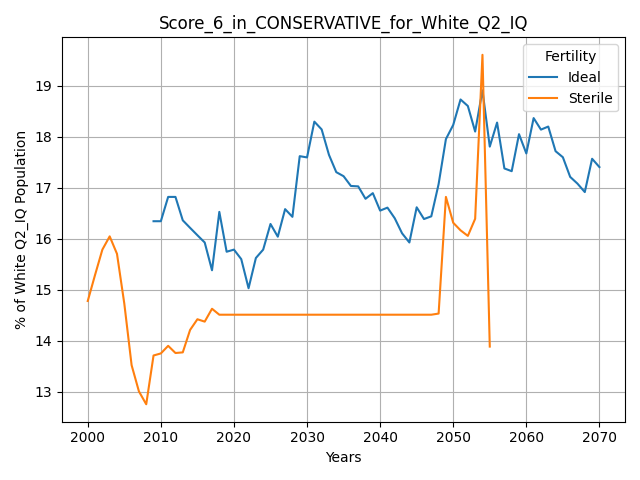 Score_6_in_CONSERVATIVE_for_White_Q2_IQ
Fertility
Ideal
Sterile
% of White Q2_IQ Population
19
18
17
16
15
14
13
2000 2010 2020 2030 2040 2050 2060 2070
Years